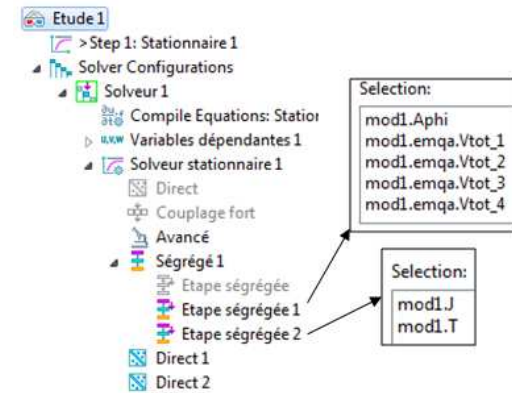 Etude 1
>Step 1: Stationnaire 1
Solver Configurations
Solveur 1
Compile Equations: Station
Variables dépendantes 1
Solveur stationnaire 1
Direct
Couplage fort
Avancé
Ségrégé 1
Etape ségrégée
Etape ségrégée 1
Etape ségrégée 2
Direct 1
Direct 2
Selection:
mod1.Aphi
mod1.emqa.Vtot_1
mod1.emqa.Vtot_2
mod1.emqa.Vtot_3
mod1.emqa.Vtot_4
Selection:
mod1.J
mod1.T